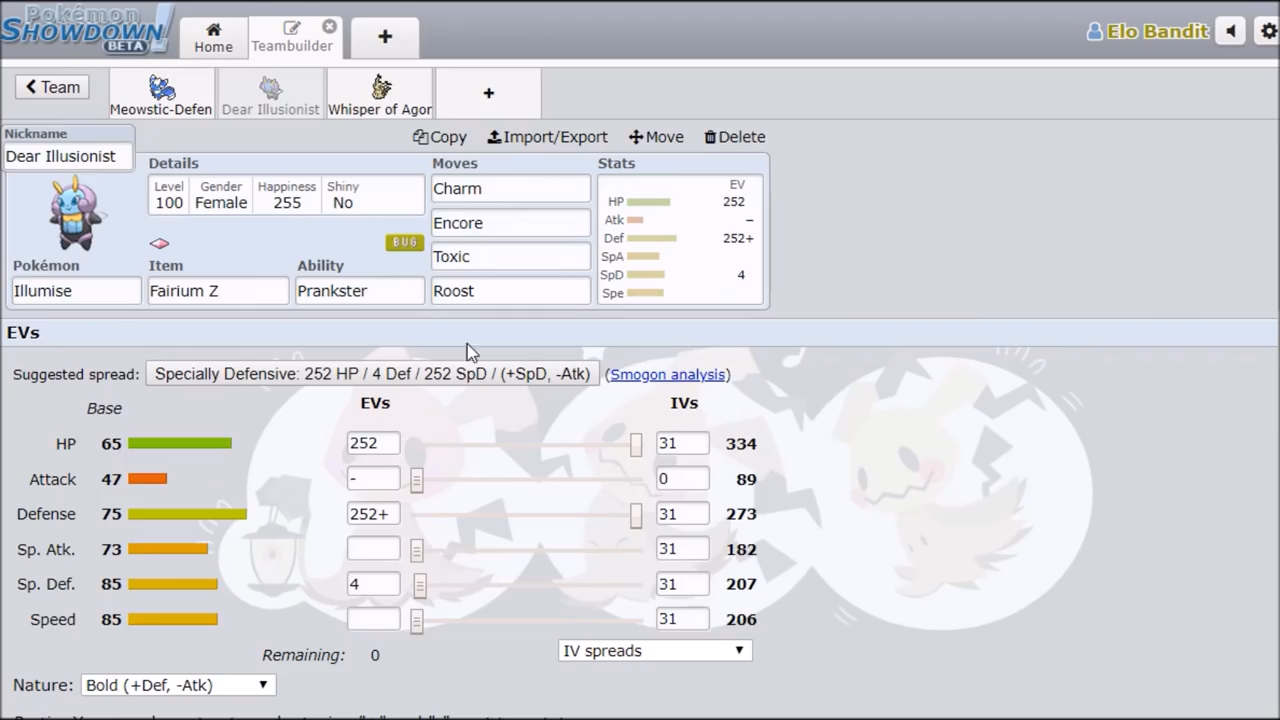 Pokémon
SHOWDOWN!
BETA
Home
Teambuilder
+
Elo Bandit
Team
Meowstic-Defen
Dear Illusionist
Whisper of Agor
+
Nickname
Dear Illusionist
Copy
Import/Export
Move
Delete
Details
Moves
Stats
Level Gender Happiness Shiny
100 Female 255 No
BUG
Charm
Encore
Toxic
Roost
EV
HP 252
Atk –
Def 252+
SpA
SpD 4
Spe
Pokémon Item Ability
Illumise Fairium Z Prankster
EVs
Suggested spread: Specially Defensive: 252 HP / 4 Def / 252 SpD / (+SpD, -Atk) (Smogon analysis)
Base EVs IVs
HP 65 252 31 334
Attack 47 - 0 89
Defense 75 252+ 31 273
Sp. Atk. 73 31 182
Sp. Def. 85 4 31 207
Speed 85 31 206
Remaining: 0 IV spreads
Nature: Bold (+Def, -Atk)